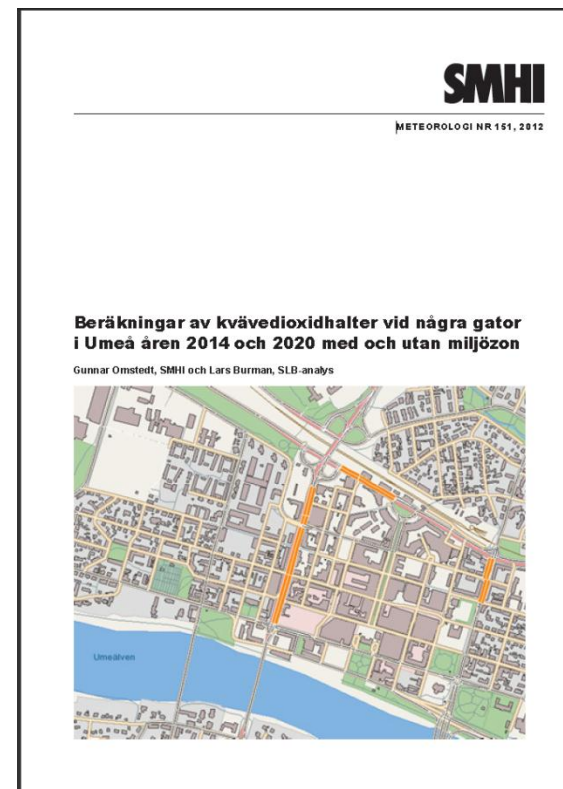 SMHI
METEOROLOGI NR 151, 2012
Beräkningar av kvävedioxidhalter vid några gator
i Umeå åren 2014 och 2020 med och utan miljözon
Gunnar Omstedt, SMHI och Lars Burman, SLB-analys
Umeälven